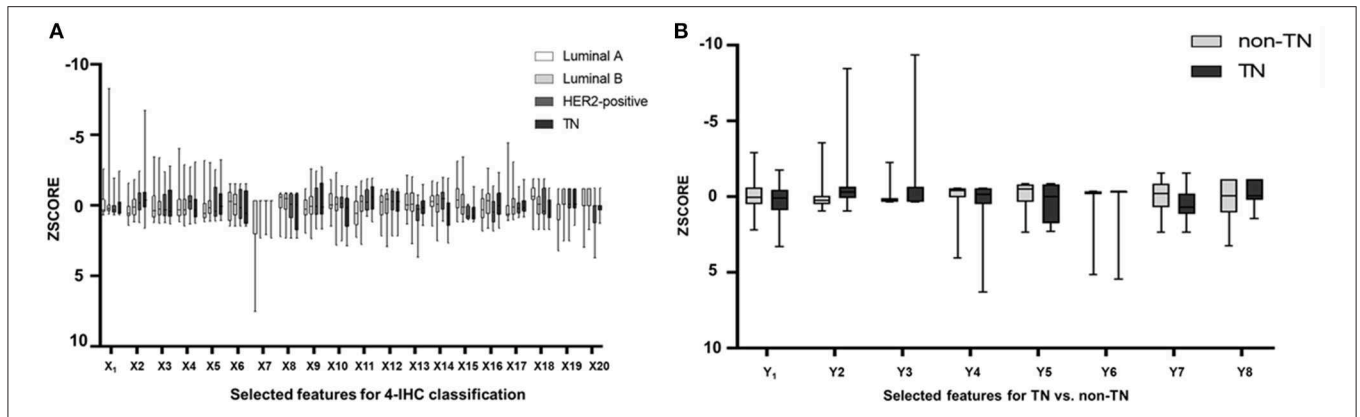 A
-10
-5
0
5
10
ZSCORE
Luminal A
Luminal B
HER2-positive
TN
X1 X2 X3 X4 X5 X6 X7 X8 X9 X10 X11 X12 X13 X14 X15 X16 X17 X18 X19 X20
Selected features for 4-IHC classification
B
-10
-5
0
5
10
ZSCORE
non-TN
TN
Y1 Y2 Y3 Y4 Y5 Y6 Y7 Y8
Selected features for TN vs. non-TN